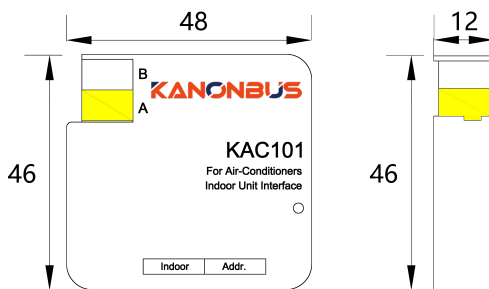 48
12
B
KANONBUS
A
46
46
KAC101
For Air-Conditioners
Indoor Unit Interface
Indoor Addr.